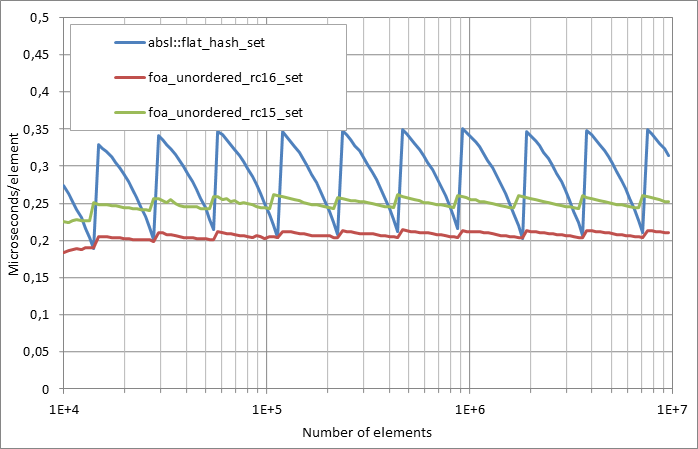 0,5
0,45
0,4
0,35
0,3
0,25
0,2
0,15
0,1
0,05
0
Microseconds/element
absl::flat_hash_set
foa_unordered_rc16_set
foa_unordered_rc15_set
1E+4 1E+5 1E+6 1E+7
Number of elements